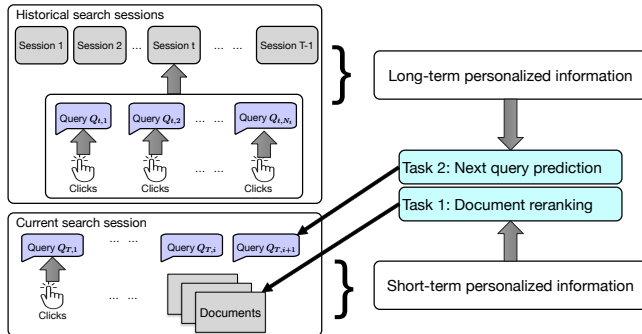 Historical search sessions
Session 1 Session 2 ... Session t ... ... Session T-1
Query Q_{t,1} Query Q_{t,2} ... ... Query Q_{t,N_t}
... ...
Clicks Clicks Clicks
Long-term personalized information
Task 2: Next query prediction
Task 1: Document reranking
Current search session
Query Q_{T,1} ... ... Query Q_{T,i} Query Q_{T,i+1}
... ...
Documents
Clicks
Short-term personalized information